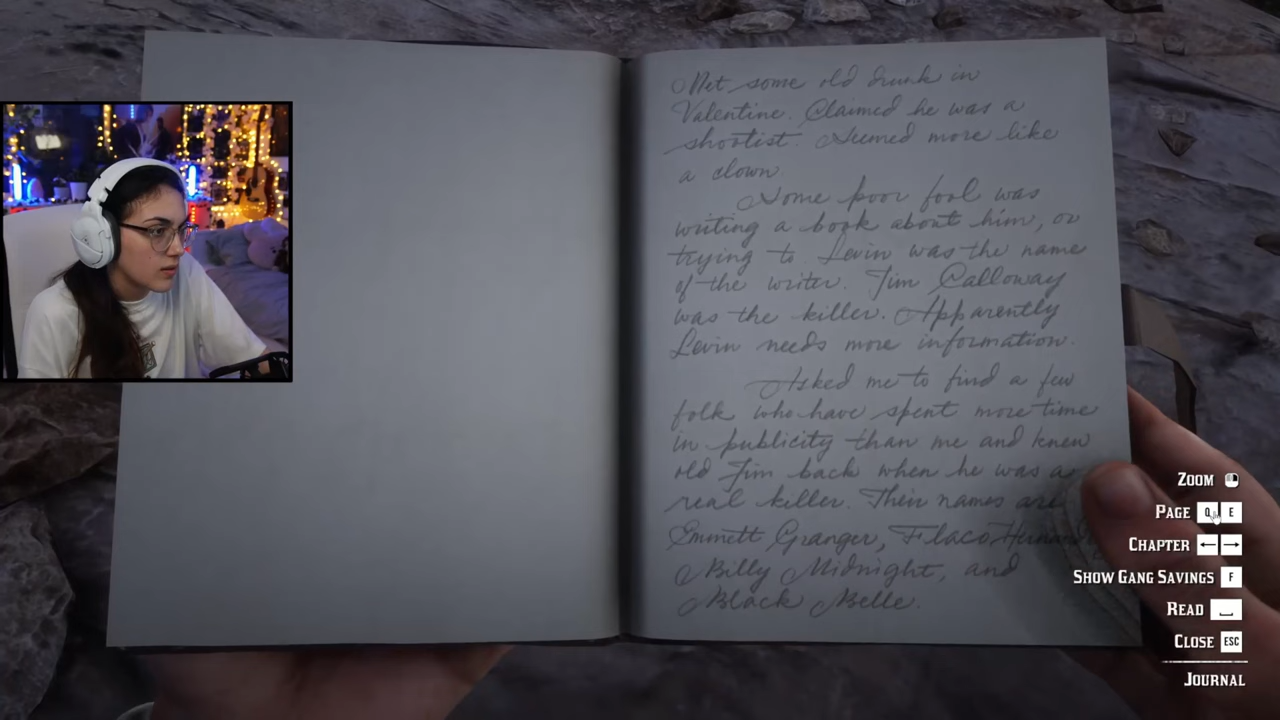 Met some old drunk in
Valentine. Claimed he was a
shootist. Seemed more like
a clown
Some poor fool was
writing a book about him, or
trying to. Levin was the name
of the writer. Jim Calloway
was the killer. Apparently
Levin needs more information.
Asked me to find a few
folk who have spent more time
in publicity than me and knew
old Jim back when he was a
real killer. Their names are
Emmett Granger, Flaco
Billy Midnight, and
Black Belle.
ZOOM
PAGE Q E
CHAPTER ← →
SHOW GANG SAVINGS F
READ
CLOSE ESC
JOURNAL